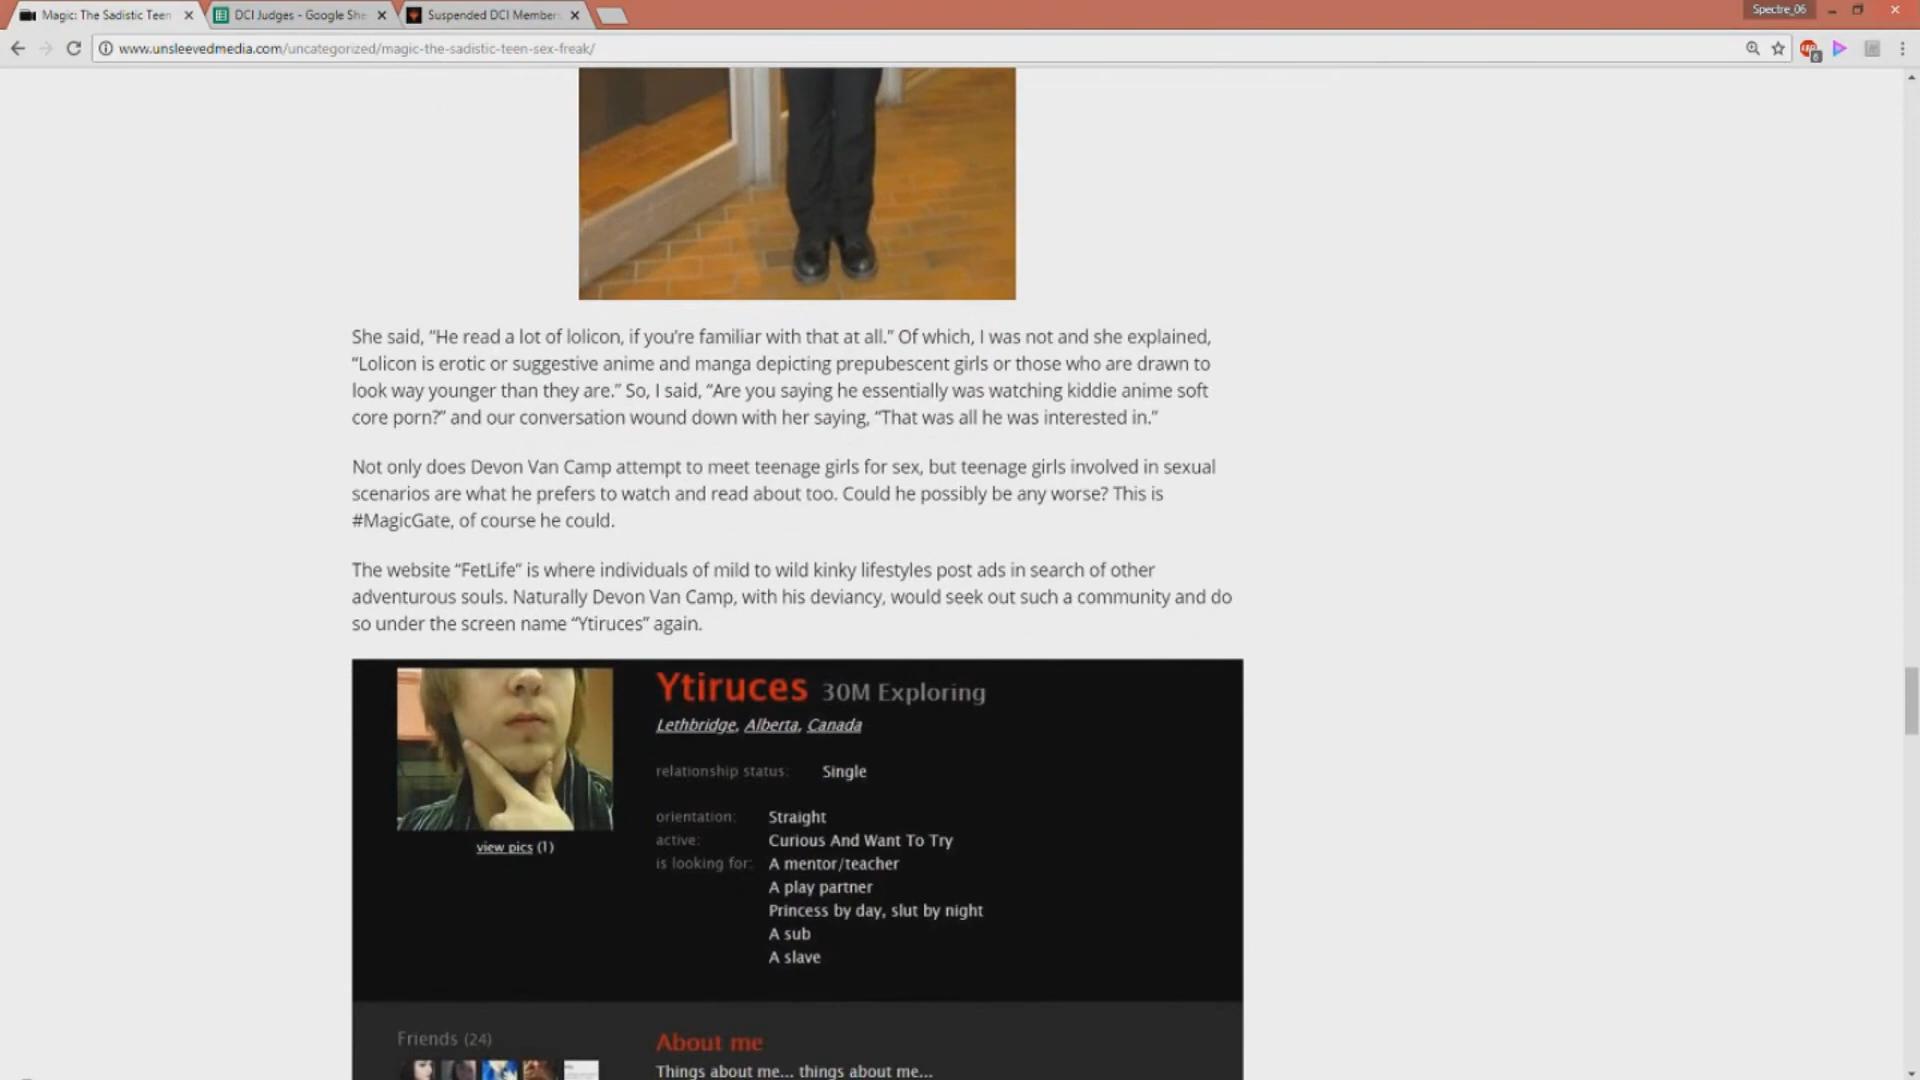 Magic: The Sadistic Teen
DCI Judges - Google She
Suspended DCI Member
Spectre_06
www.unsleevedmedia.com/uncategorized/magic-the-sadistic-teen-sex-freak/
She said, “He read a lot of lolicon, if you’re familiar with that at all.” Of which, I was not and she explained,
“Lolicon is erotic or suggestive anime and manga depicting prepubescent girls or those who are drawn to
look way younger than they are.” So, I said, “Are you saying he essentially was watching kiddie anime soft
core porn?” and our conversation wound down with her saying, “That was all he was interested in.”
Not only does Devon Van Camp attempt to meet teenage girls for sex, but teenage girls involved in sexual
scenarios are what he prefers to watch and read about too. Could he possibly be any worse? This is
#MagicGate, of course he could.
The website “FetLife” is where individuals of mild to wild kinky lifestyles post ads in search of other
adventurous souls. Naturally Devon Van Camp, with his deviancy, would seek out such a community and do
so under the screen name “Ytiruces” again.
Ytiruces 30M Exploring
Lethbridge, Alberta, Canada
relationship status: Single
orientation: Straight
active: Curious And Want To Try
is looking for: A mentor/teacher
A play partner
Princess by day, slut by night
A sub
A slave
view pics (1)
Friends (24)
About me
Things about me... things about me...